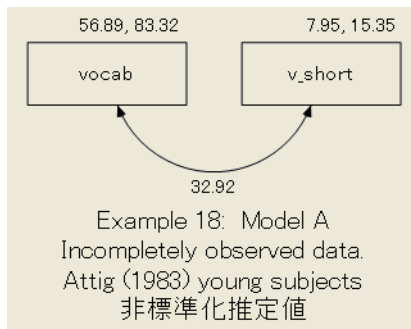 56.89, 83.32
7.95, 15.35
vocab
v_short
32.92
Example 18: Model A
Incompletely observed data.
Attig (1983) young subjects
非標準化推定値